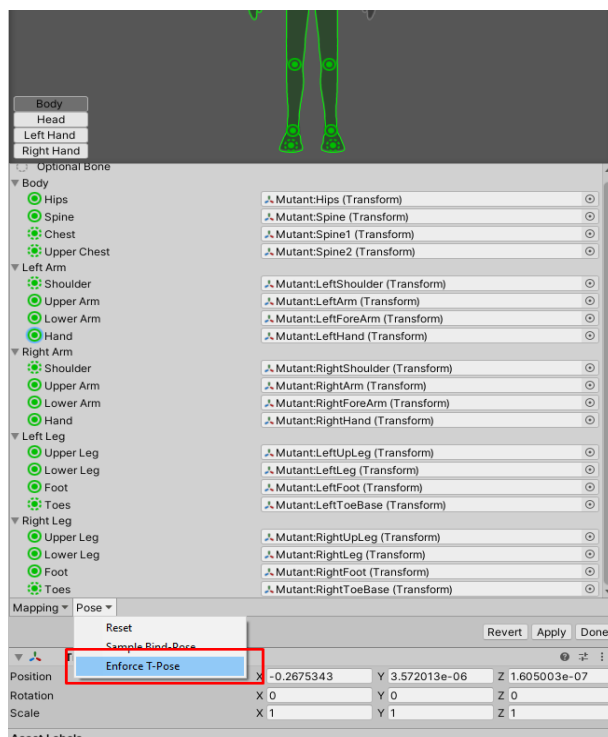 Body
Head
Left Hand
Right Hand
Optional Bone
Body
Hips Mutant:Hips (Transform)
Spine Mutant:Spine (Transform)
Chest Mutant:Spine1 (Transform)
Upper Chest Mutant:Spine2 (Transform)
Left Arm
Shoulder Mutant:LeftShoulder (Transform)
Upper Arm Mutant:LeftArm (Transform)
Lower Arm Mutant:LeftForeArm (Transform)
Hand Mutant:LeftHand (Transform)
Right Arm
Shoulder Mutant:RightShoulder (Transform)
Upper Arm Mutant:RightArm (Transform)
Lower Arm Mutant:RightForeArm (Transform)
Hand Mutant:RightHand (Transform)
Left Leg
Upper Leg Mutant:LeftUpLeg (Transform)
Lower Leg Mutant:LeftLeg (Transform)
Foot Mutant:LeftFoot (Transform)
Toes Mutant:LeftToeBase (Transform)
Right Leg
Upper Leg Mutant:RightUpLeg (Transform)
Lower Leg Mutant:RightLeg (Transform)
Foot Mutant:RightFoot (Transform)
Toes Mutant:RightToeBase (Transform)
Mapping Pose
Reset
Revert Apply Done
Sample Bind-Pose
Enforce T-Pose
Position X -0.2675343 Y 3.572013e-06 Z 1.605003e-07
Rotation X 0 Y 0 Z 0
Scale X 1 Y 1 Z 1
Asset Labels